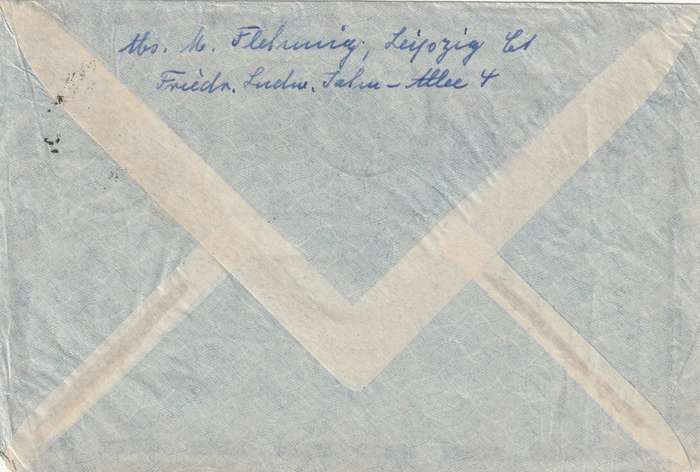 Abs. M. Flehmig, Leipzig C1
Friedr. Ludw. Jahn-Allee 4